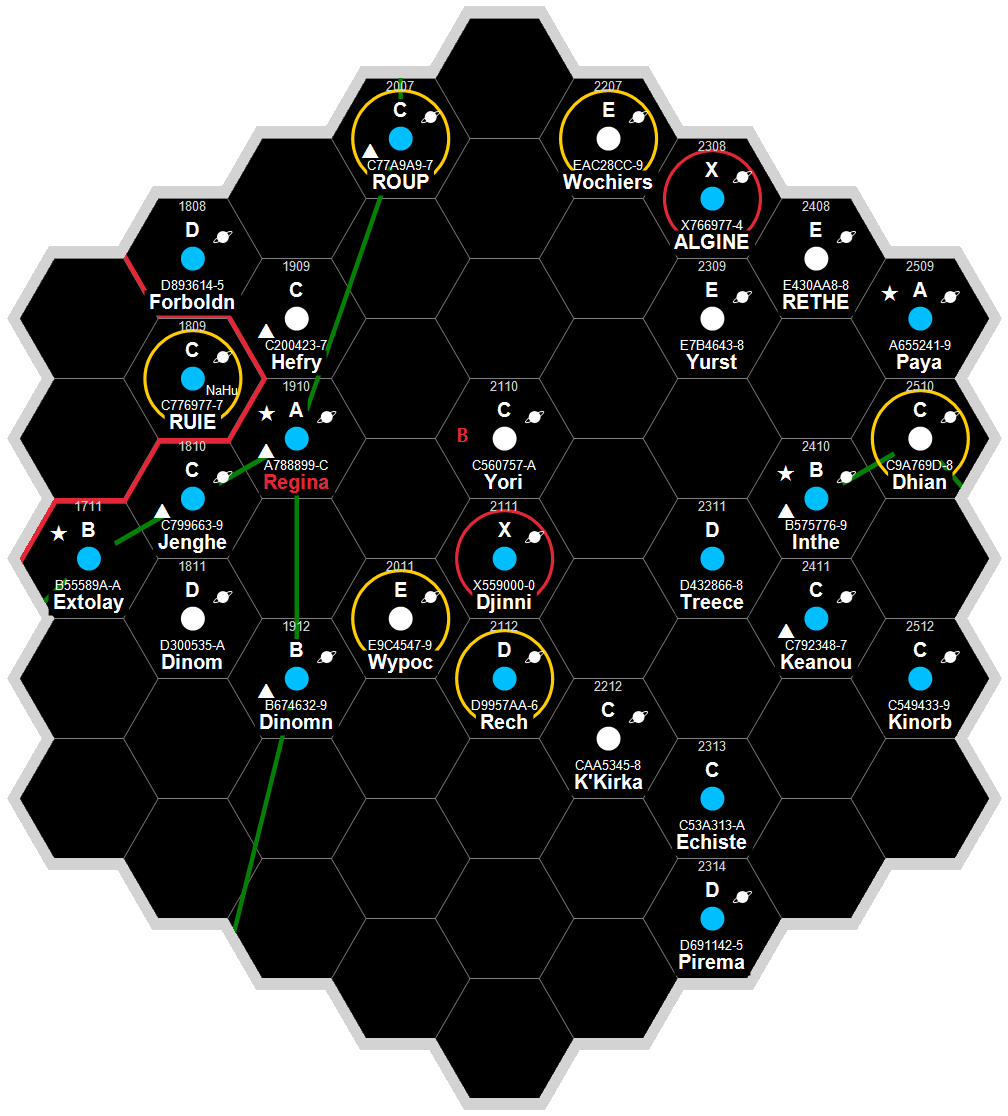 2007
C
C77A9A9-7
ROUP
2207
E
EAC28CC-9
Wochiers
2308
X
X766977-4
ALGINE
1808
D
D893614-5
Forboldn
2408
E
E430AA8-8
RETHE
1909
C
C200423-7
Hefry
2309
E
E7B4643-8
Yurst
2509
A
A655241-9
Paya
1809
C
NaHu
C776977-7
RUIE
1910
A
A788899-C
Regina
2110
C
B
C560757-A
Yori
2510
C
C9A769D-8
Dhian
1810
C
C799663-9
Jenghe
2410
B
B575776-9
Inthe
1711
B
B55589A-A
Extolay
2111
X
X559000-0
Djinni
2311
D
D432866-8
Treece
1811
D
D300535-A
Dinom
2011
E
E9C4547-9
Wypoc
2411
C
C792348-7
Keanou
1912
B
B674632-9
Dinomn
2112
D
D9957AA-6
Rech
2512
C
C549433-9
Kinorb
2212
C
CAA5345-8
K'Kirka
2313
C
C53A313-A
Echiste
2314
D
D691142-5
Pirema